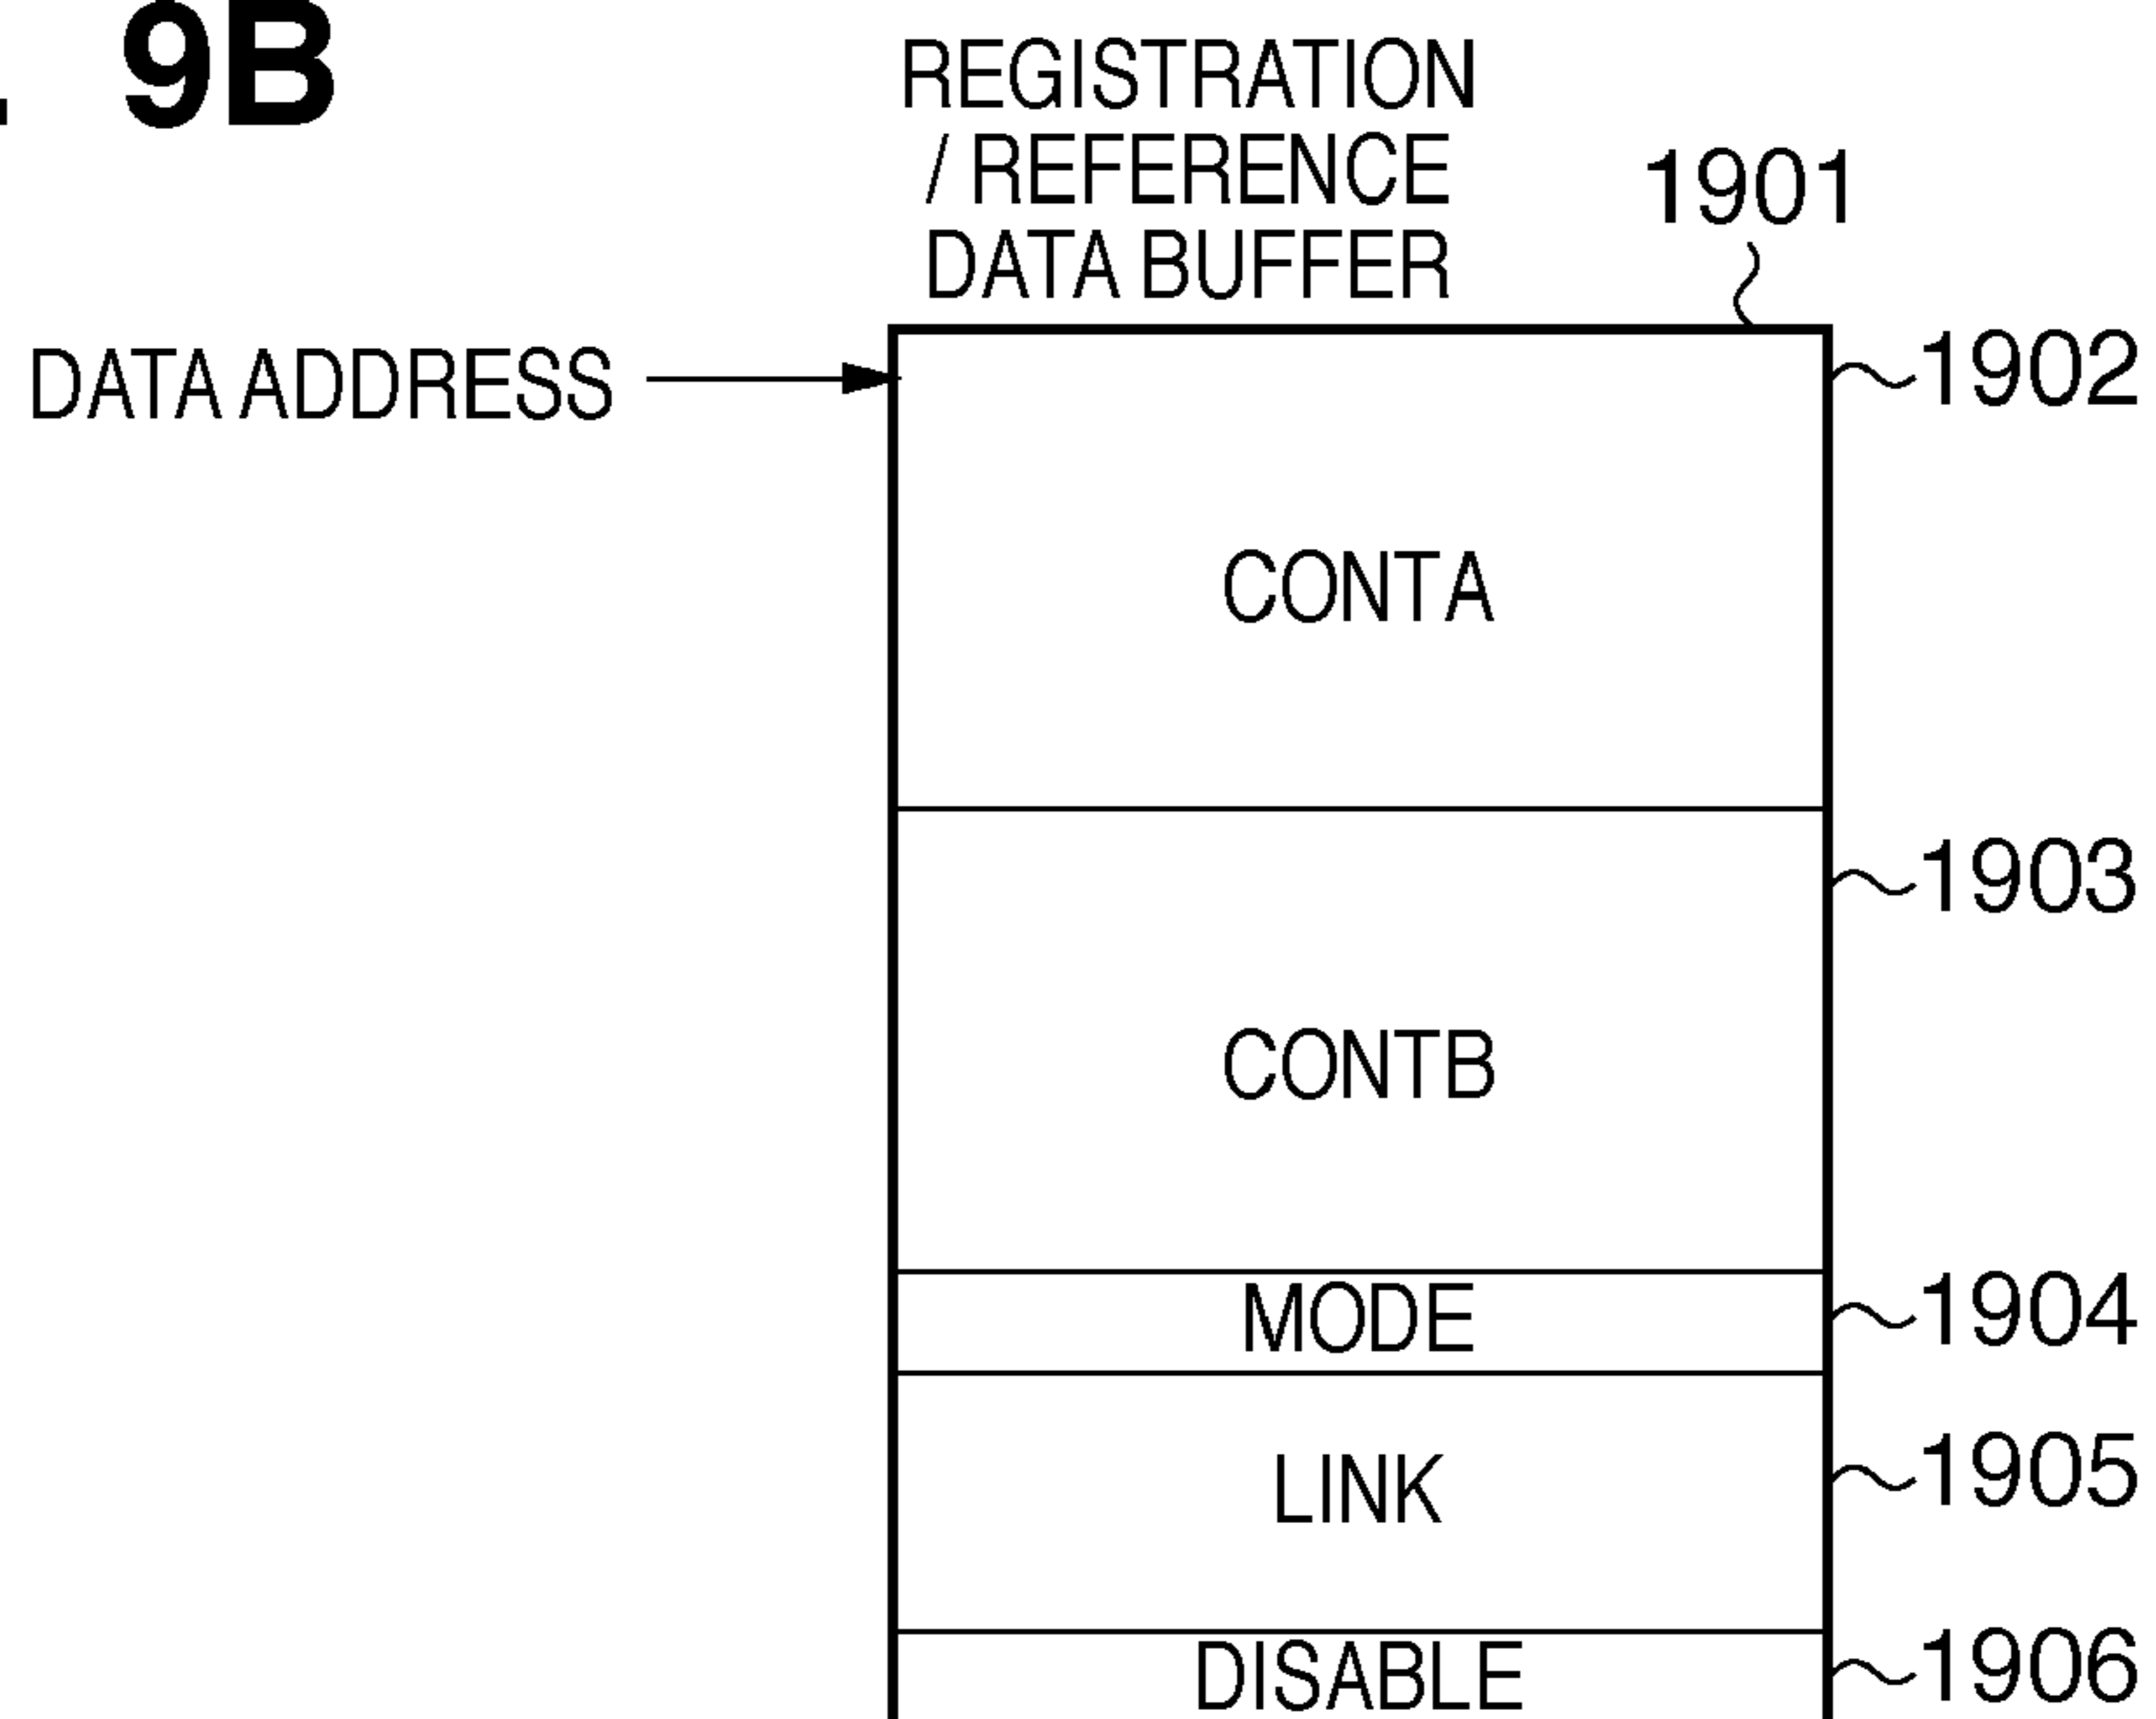 . 9B
REGISTRATION
/ REFERENCE
DATA BUFFER
1901
DATA ADDRESS
1902
CONTA
1903
CONTB
MODE
1904
LINK
1905
DISABLE
1906